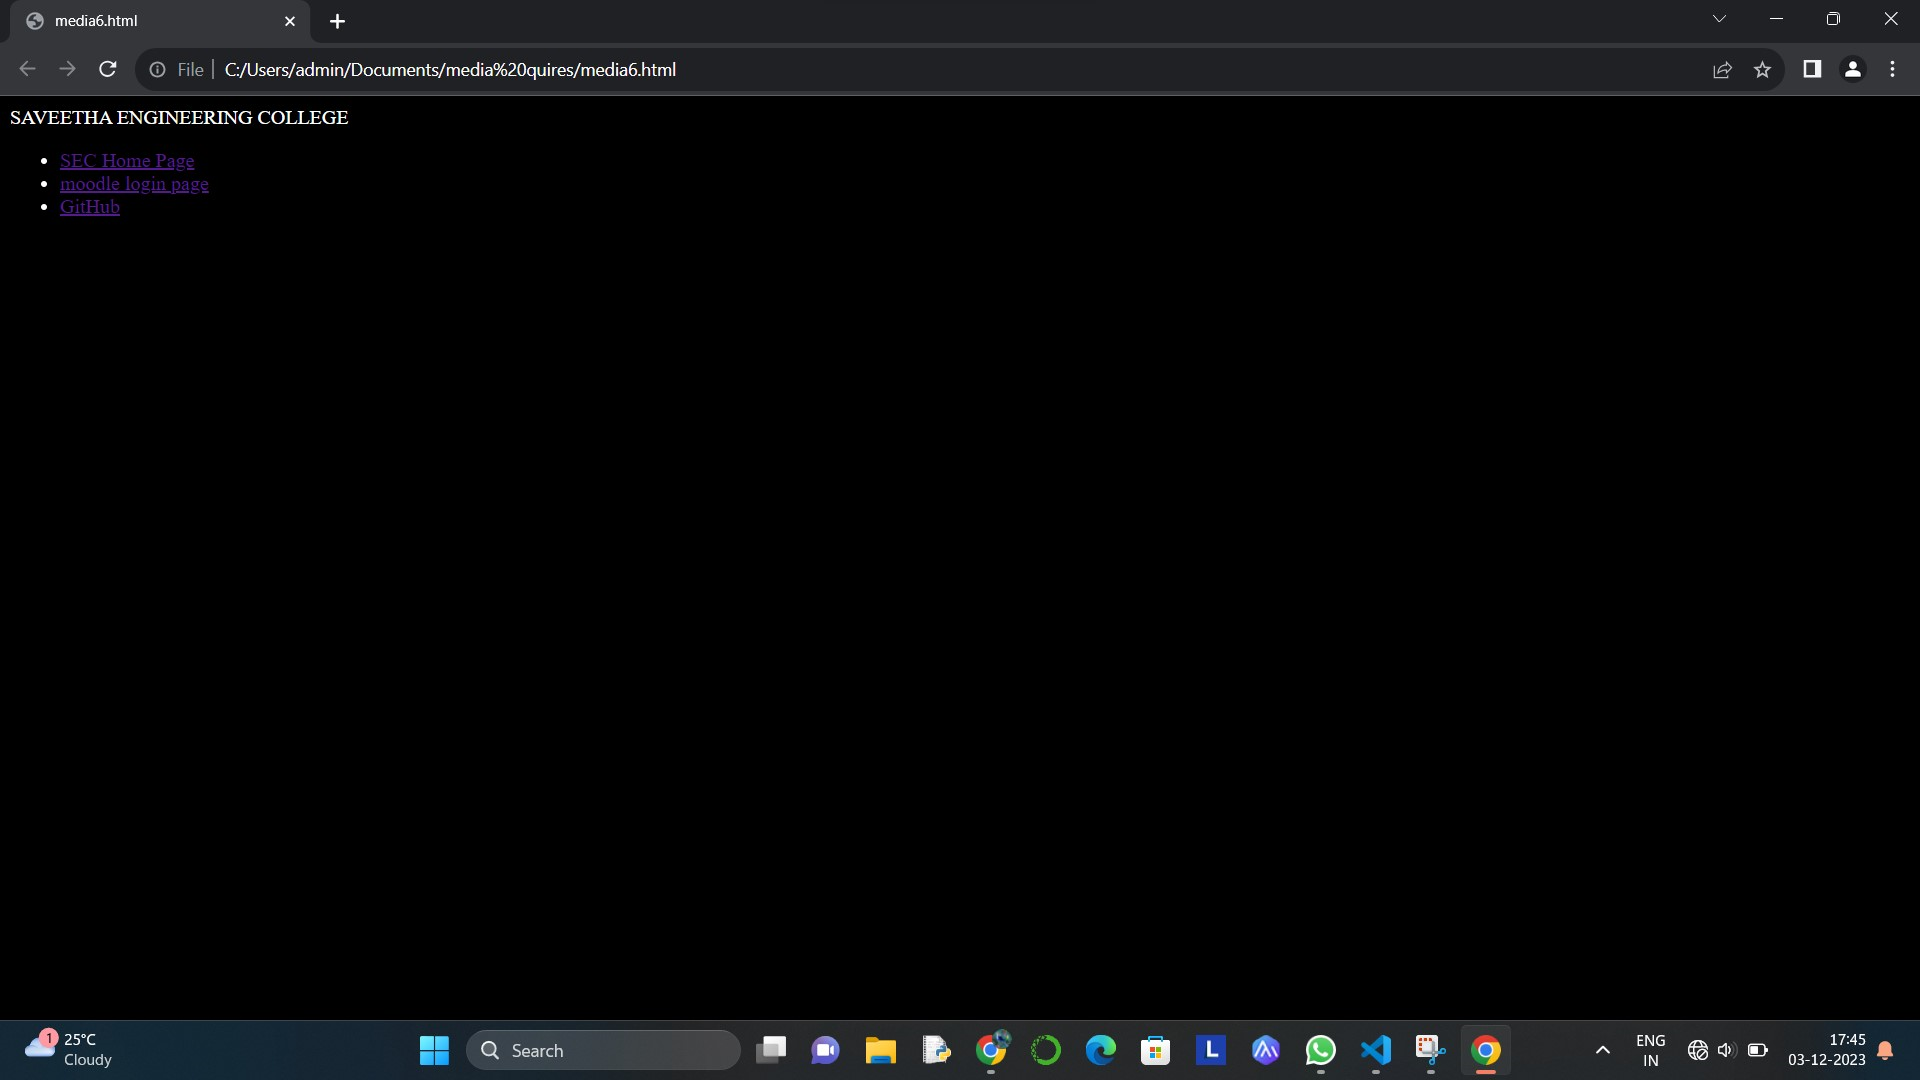 media6.html
File
C:/Users/admin/Documents/media%20quires/media6.html
SAVEETHA ENGINEERING COLLEGE
SEC Home Page
moodle login page
GitHub
1
25°C
Cloudy
Search
L
ENG
IN
17:45
03-12-2023